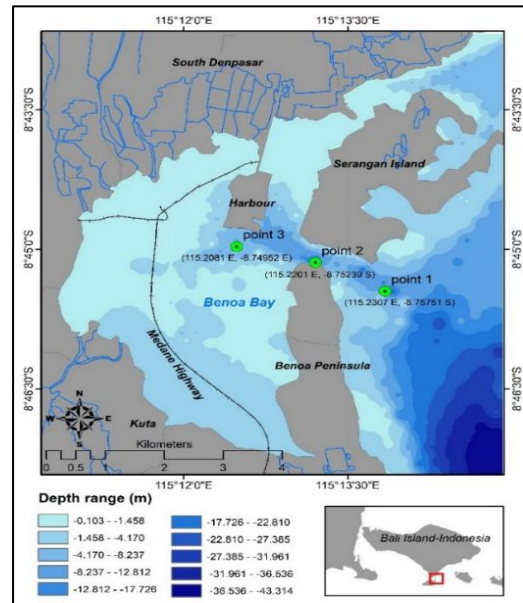 115°12'0"E 115°13'30"E
South Denpasar
8°43'30"S 8°43'30"S
Serangan Island
Harbour
point 3
8°45'0"S 8°45'0"S
(115.2081 E, -8.74952 E)
point 2
(115.2201 E, -8.75239 S)
point 1
(115.2307 E, -8.75751 S)
Benoa Bay
Medane Highway
Benoa Peninsula
8°46'30"S 8°46'30"S
N
W E
S
Kuta
Kilometers
0 0.5 1 2 3 4
115°12'0"E 115°13'30"E
Depth range (m)
-0.103 - -1.458
-1.458 - -4.170
-4.170 - -8.237
-8.237 - -12.812
-12.812 - -17.726
-17.726 - -22.810
-22.810 - -27.385
-27.385 - -31.961
-31.961 - -36.536
-36.536 - -43.314
Bali Island-Indonesia